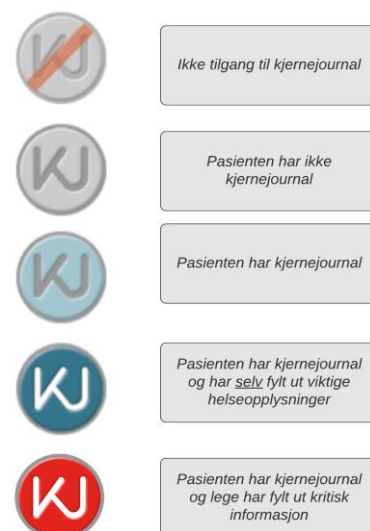 KJ
Ikke tilgang til kjernejournal
KJ
Pasienten har ikke
kjernejournal
KJ
Pasienten har kjernejournal
KJ
Pasienten har kjernejournal
og har selv fylt ut viktige
helseopplysninger
KJ
Pasienten har kjernejournal
og lege har fylt ut kritisk
informasjon